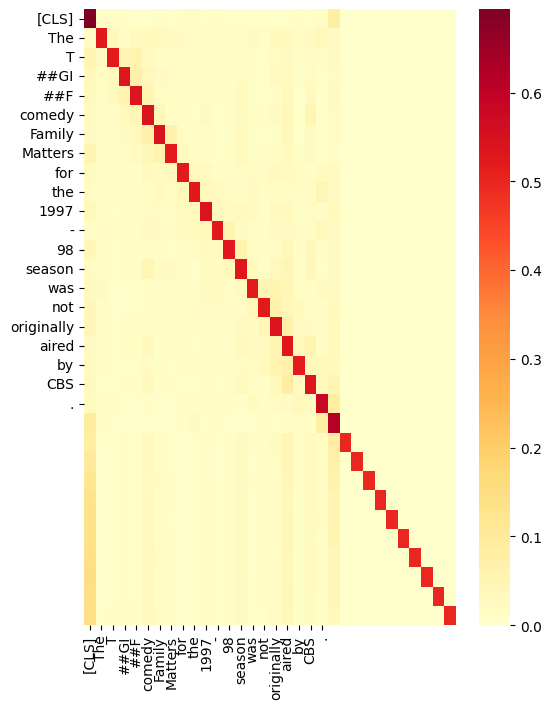 [CLS]
The
T
##GI
##F
comedy
Family
Matters
for
the
1997
-
98
season
was
not
originally
aired
by
CBS
.
[CLS]
The
T
##GI
##F
comedy
Family
Matters
for
the
1997
-
98
season
was
not
originally
aired
by
CBS
.
0.6
0.5
0.4
0.3
0.2
0.1
0.0